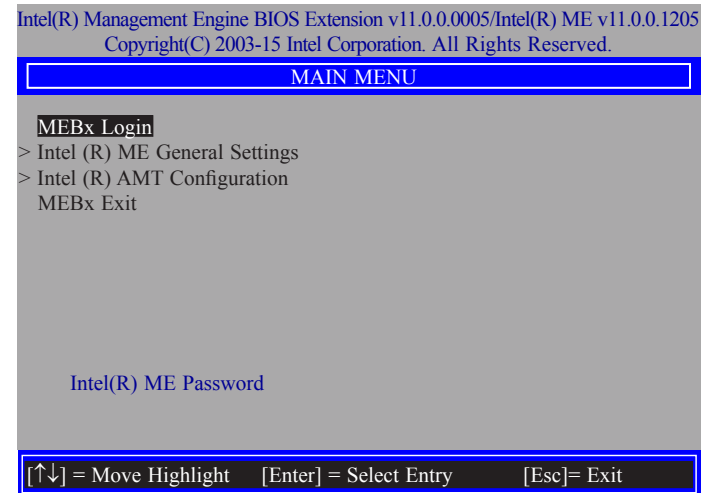 Intel(R) Management Engine BIOS Extension v11.0.0.0005/Intel(R) ME v11.0.0.1205
Copyright(C) 2003-15 Intel Corporation. All Rights Reserved.
MAIN MENU
MEBx Login
> Intel (R) ME General Settings
> Intel (R) AMT Configuration
MEBx Exit
Intel(R) ME Password
[↑↓] = Move Highlight [Enter] = Select Entry [Esc]= Exit